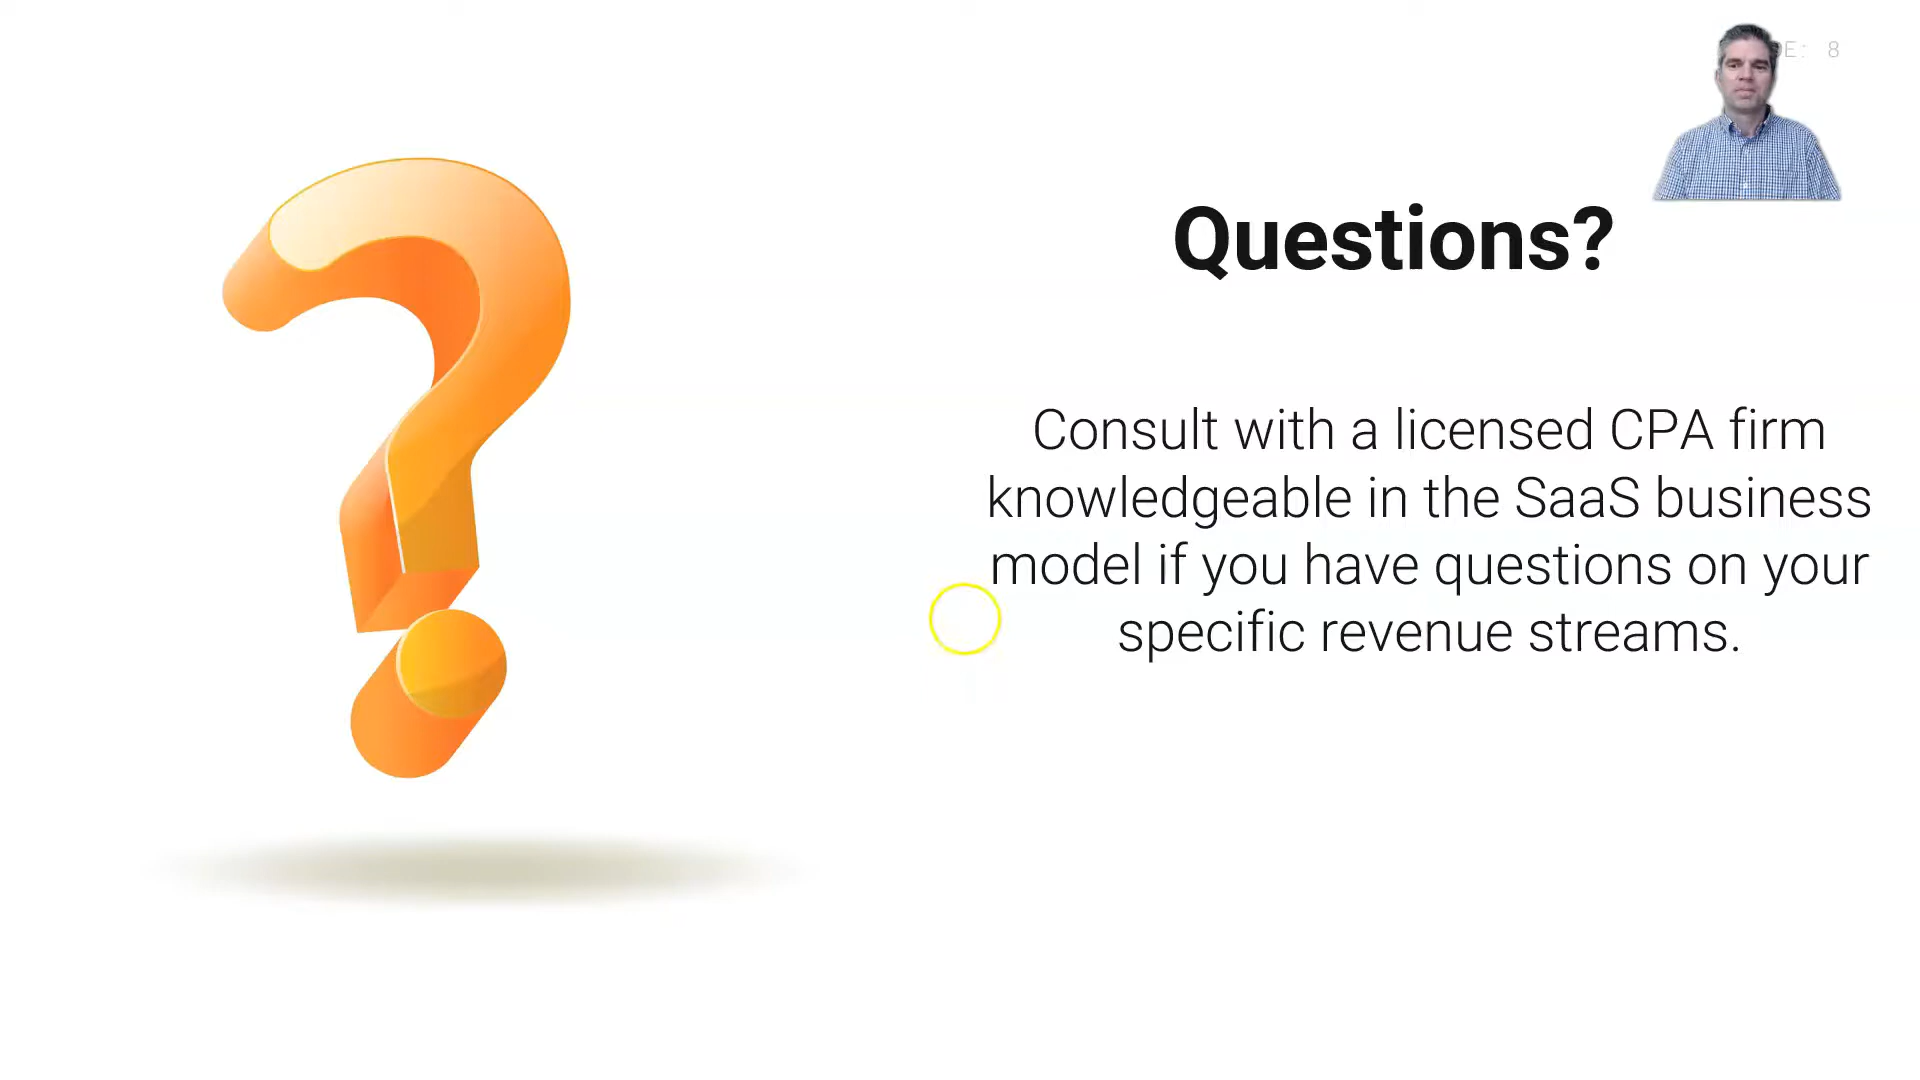 8
Questions?
Consult with a licensed CPA firm
knowledgeable in the SaaS business
model if you have questions on your
specific revenue streams.